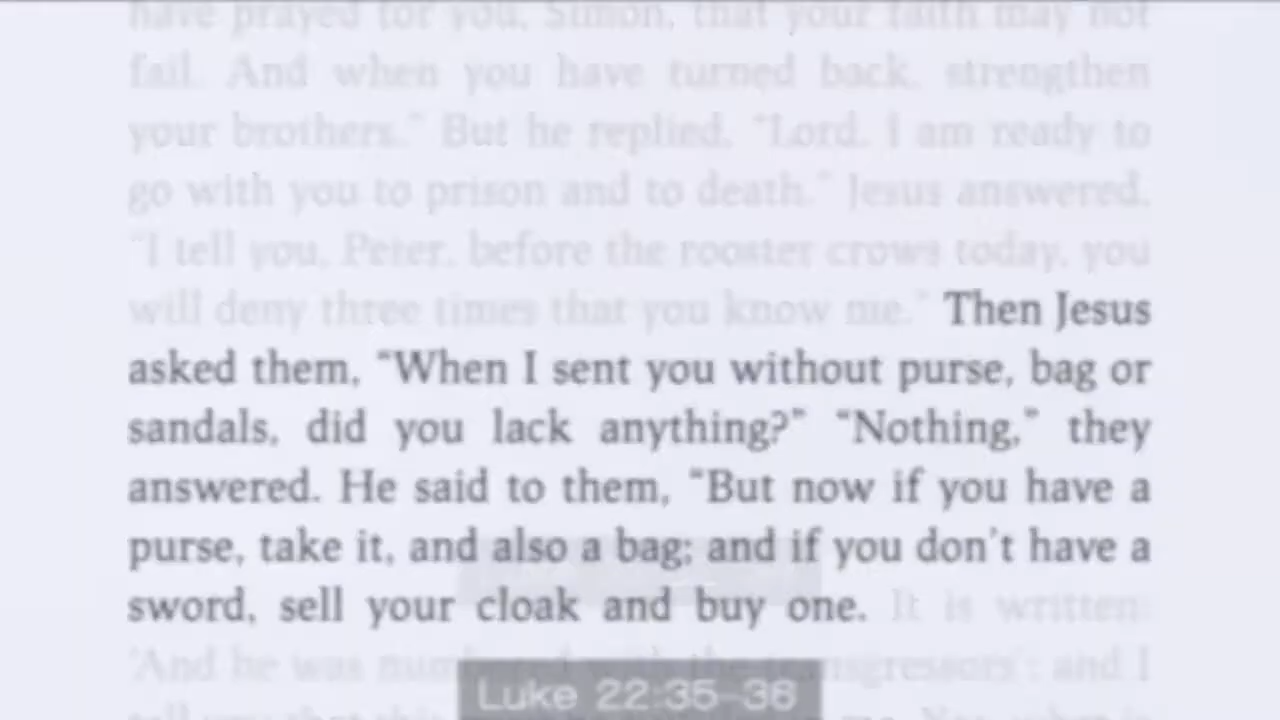 have prayed for you, Simon, that your faith may not
fail. And when you have turned back, strengthen
your brothers.” But he replied, “Lord, I am ready to
go with you to prison and to death.” Jesus answered,
“I tell you, Peter, before the rooster crows today, you
will deny three times that you know me.” Then Jesus
asked them, “When I sent you without purse, bag or
sandals, did you lack anything?” “Nothing,” they
answered. He said to them, “But now if you have a
purse, take it, and also a bag; and if you don’t have a
sword, sell your cloak and buy one. It is written:
‘And he was numbered with the transgressors’; and I
Luke 22:35-36